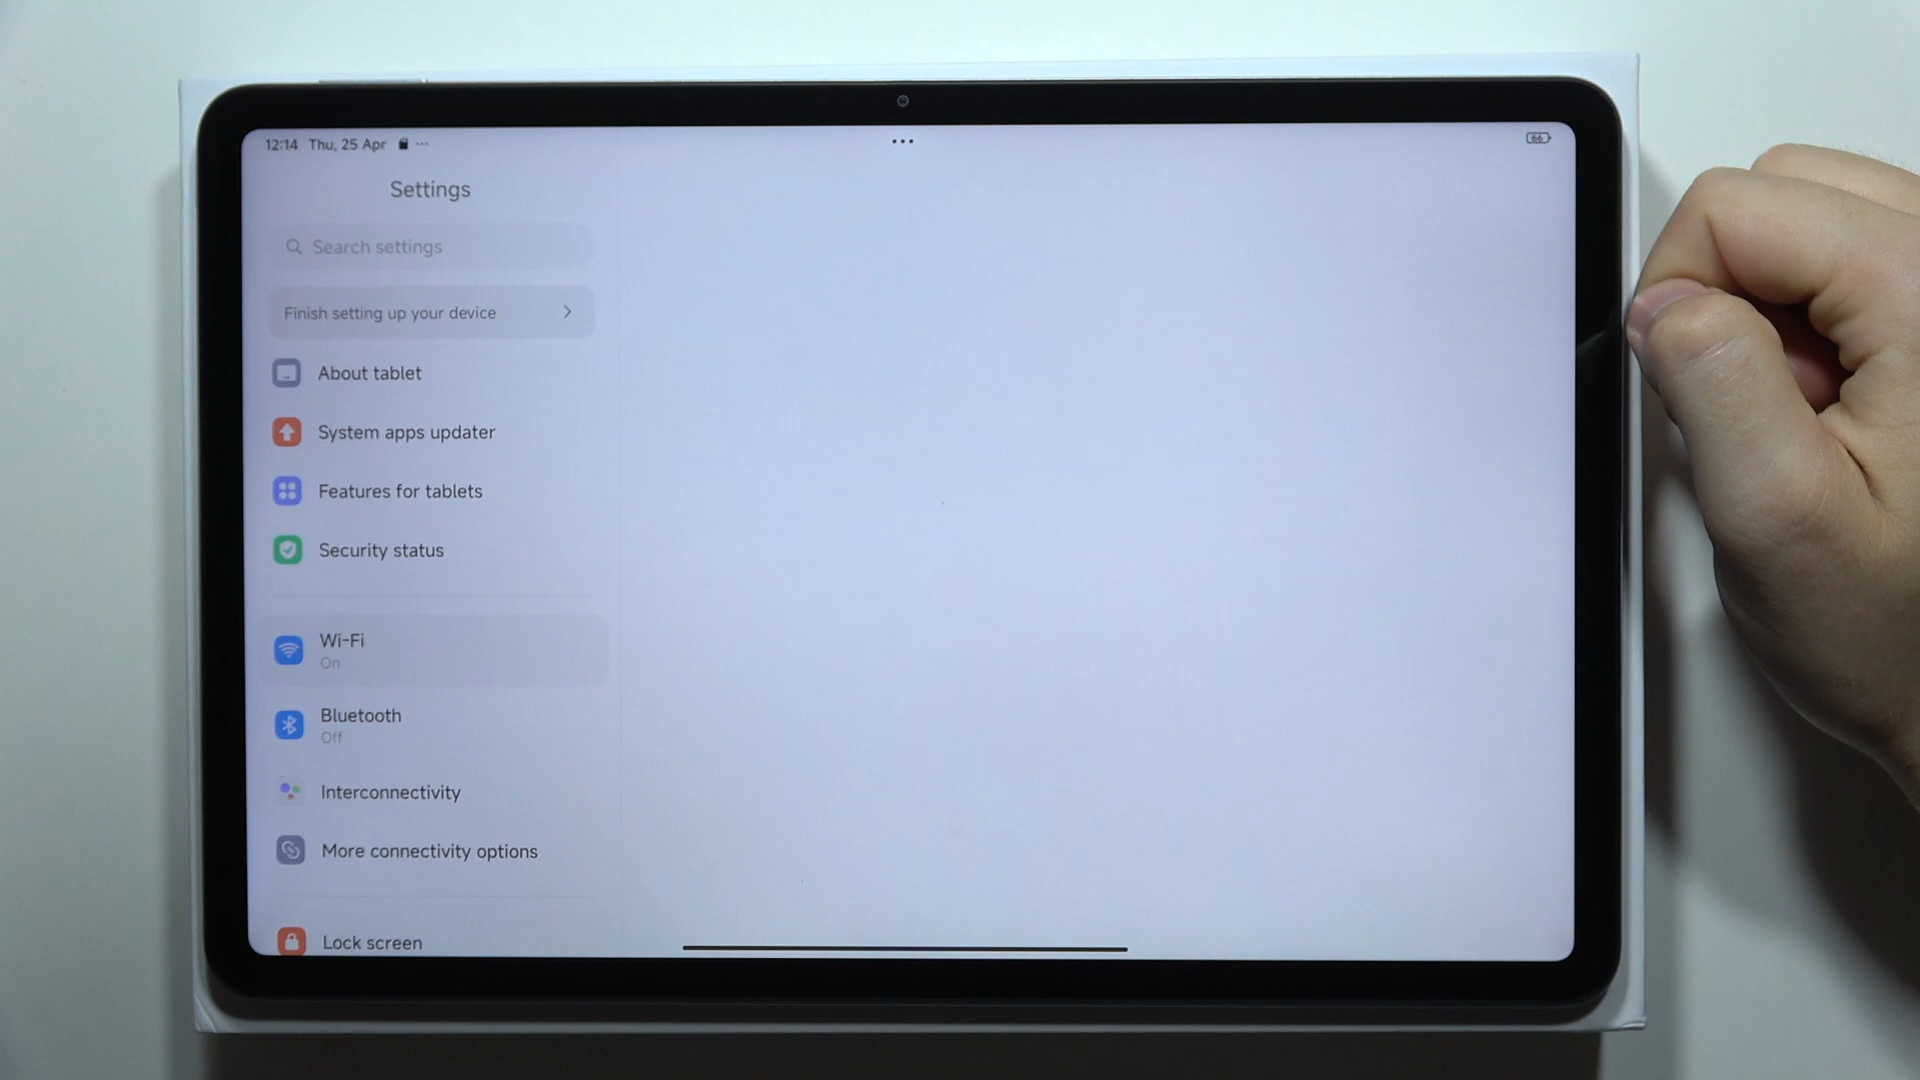 12:14 Thu, 25 Apr
66
Settings
Search settings
Finish setting up your device
About tablet
System apps updater
Features for tablets
Security status
Wi-Fi
On
Bluetooth
Off
Interconnectivity
More connectivity options
Lock screen